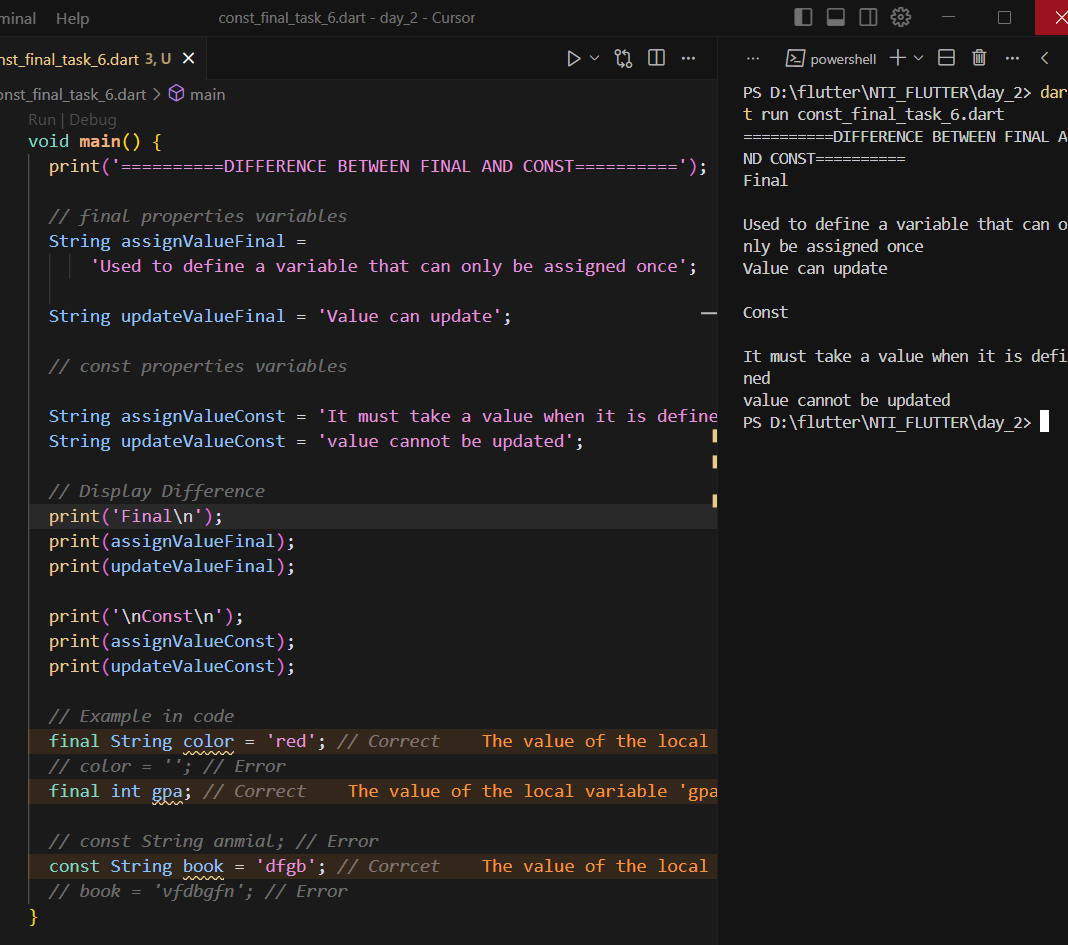 minal Help const_final_task_6.dart - day_2 - Cursor
nst_final_task_6.dart 3, U
onst_final_task_6.dart > main
Run | Debug
void main() {
print('==========DIFFERENCE BETWEEN FINAL AND CONST==========');
// final properties variables
String assignValueFinal =
'Used to define a variable that can only be assigned once';
String updateValueFinal = 'Value can update';
// const properties variables
String assignValueConst = 'It must take a value when it is define
String updateValueConst = 'value cannot be updated';
// Display Difference
print('Final\n');
print(assignValueFinal);
print(updateValueFinal);
print('\nConst\n');
print(assignValueConst);
print(updateValueConst);
// Example in code
final String color = 'red'; // Correct The value of the local
// color = ''; // Error
final int gpa; // Correct The value of the local variable 'gpa
// const String anmial; // Error
const String book = 'dfgb'; // Corrcet The value of the local
// book = 'vfdbgfn'; // Error
}
powershell
PS D:\flutter\NTI_FLUTTER\day_2> dar
t run const_final_task_6.dart
==========DIFFERENCE BETWEEN FINAL A
ND CONST==========
Final
Used to define a variable that can o
nly be assigned once
Value can update
Const
It must take a value when it is defi
ned
value cannot be updated
PS D:\flutter\NTI_FLUTTER\day_2>